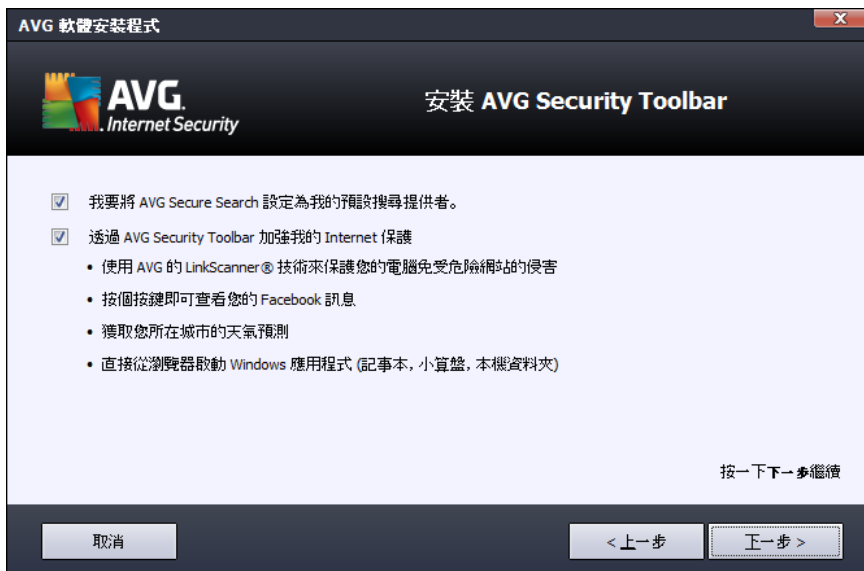 AVG 軟體安裝程式
X
AVG.
Internet Security
安裝 AVG Security Toolbar
我要將 AVG Secure Search 設定為我的預設搜尋提供者。
透過 AVG Security Toolbar 加強我的 Internet 保護
• 使用 AVG 的 LinkScanner® 技術來保護您的電腦免受危險網站的侵害
• 按個按鍵即可查看您的 Facebook 訊息
• 獲取您所在城市的天氣預測
• 直接從瀏覽器啟動 Windows 應用程式 (記事本, 小算盤, 本機資料夾)
按一下下一步繼續
取消
< 上一步
下一步 >